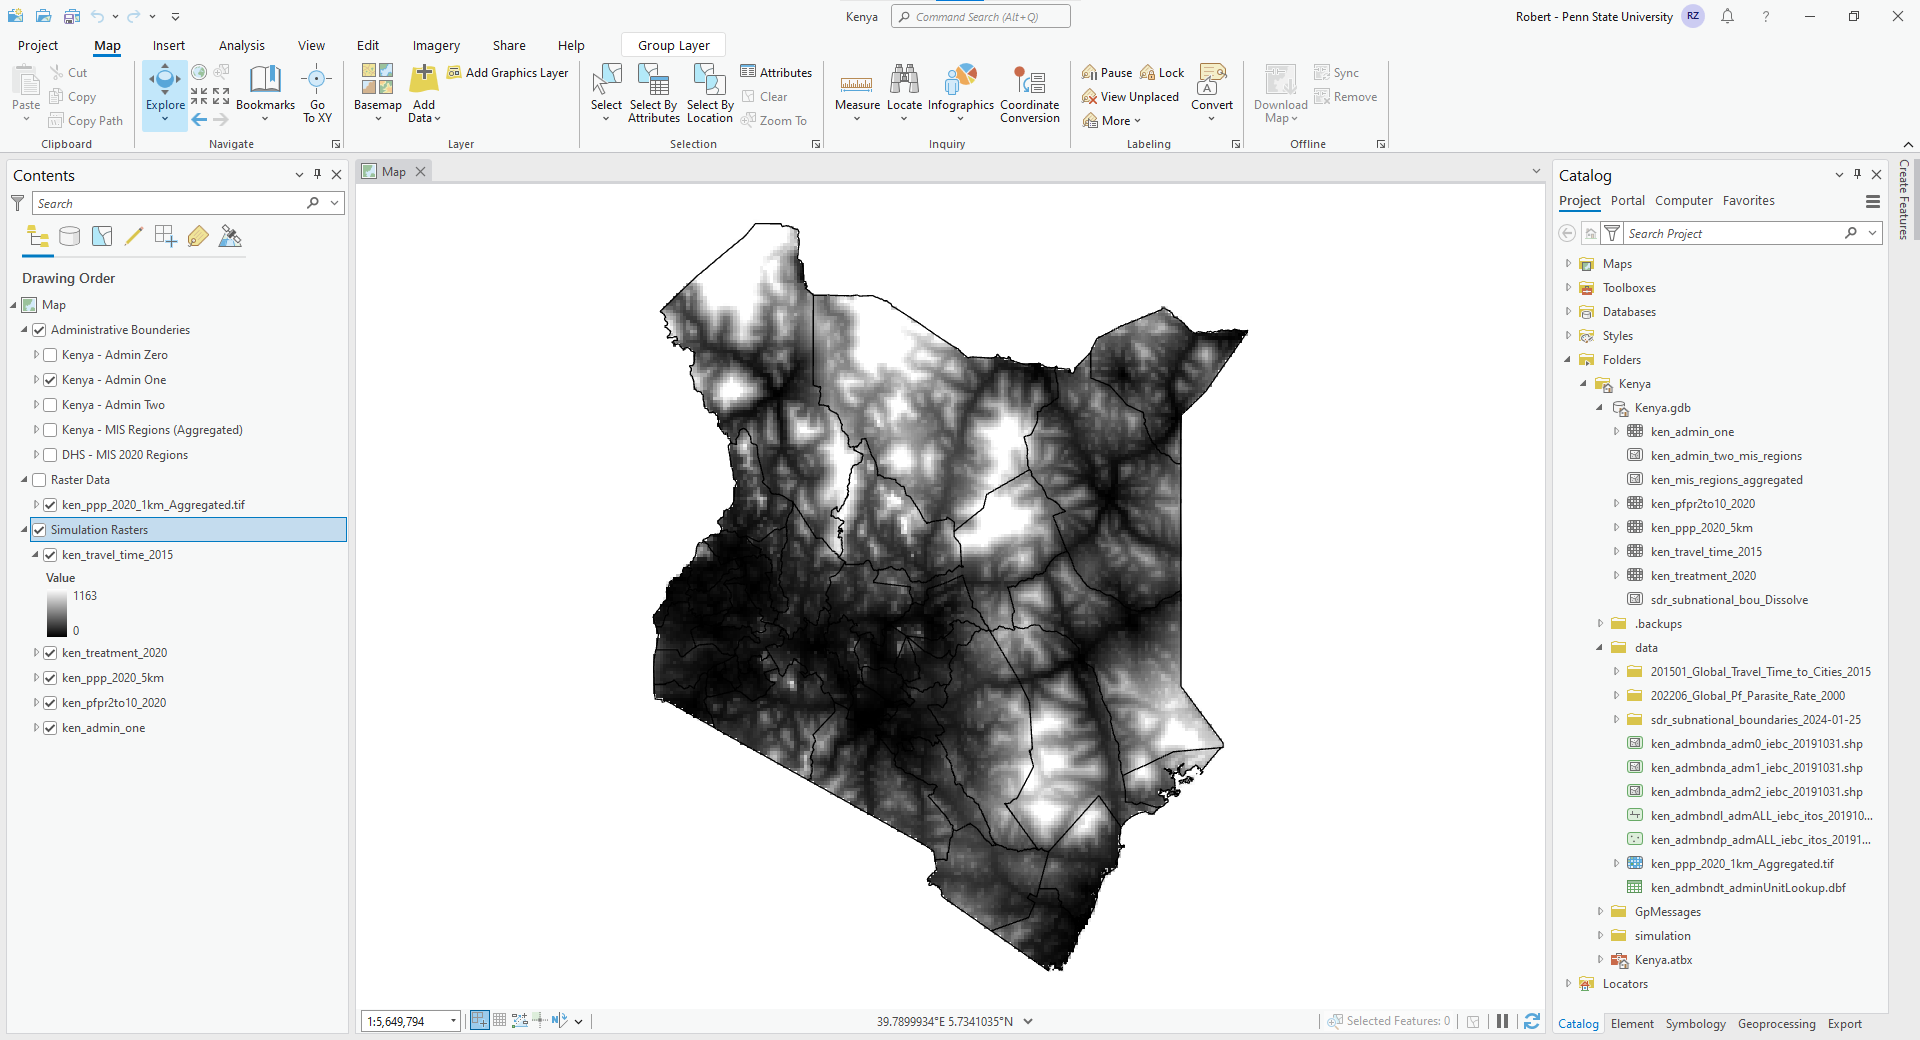 Kenya
Command Search (Alt+Q)
Robert - Penn State University
RZ
Project
Map
Insert
Analysis
View
Edit
Imagery
Share
Help
Group Layer
Paste
Cut
Copy
Copy Path
Clipboard
Explore
Bookmarks
Go
To XY
Navigate
Basemap
Add
Data
Add Graphics Layer
Layer
Select
Select By
Attributes
Select By
Location
Attributes
Clear
Zoom To
Selection
Measure
Locate
Infographics
Coordinate
Conversion
Inquiry
Pause
Lock
View Unplaced
More
Convert
Labeling
Download
Map
Sync
Remove
Offline
Contents
Search
Drawing Order
Map
Administrative Bounderies
Kenya - Admin Zero
Kenya - Admin One
Kenya - Admin Two
Kenya - MIS Regions (Aggregated)
DHS - MIS 2020 Regions
Raster Data
ken_ppp_2020_1km_Aggregated.tif
Simulation Rasters
ken_travel_time_2015
Value
1163
0
ken_treatment_2020
ken_ppp_2020_5km
ken_pfpr2to10_2020
ken_admin_one
Map
1:5,649,794
39.7899934°E 5.7341035°N
Selected Features: 0
Catalog
Project
Portal
Computer
Favorites
Search Project
Maps
Toolboxes
Databases
Styles
Folders
Kenya
Kenya.gdb
ken_admin_one
ken_admin_two_mis_regions
ken_mis_regions_aggregated
ken_pfpr2to10_2020
ken_ppp_2020_5km
ken_travel_time_2015
ken_treatment_2020
sdr_subnational_bou_Dissolve
.backups
data
201501_Global_Travel_Time_to_Cities_2015
202206_Global_Pf_Parasite_Rate_2000
sdr_subnational_boundaries_2024-01-25
ken_admbnda_adm0_iebc_20191031.shp
ken_admbnda_adm1_iebc_20191031.shp
ken_admbnda_adm2_iebc_20191031.shp
ken_admbndl_admALL_iebc_itos_201910...
ken_admbndp_admALL_iebc_itos_20191...
ken_ppp_2020_1km_Aggregated.tif
ken_admbndt_adminUnitLookup.dbf
GpMessages
simulation
Kenya.atbx
Locators
Catalog
Element
Symbology
Geoprocessing
Export
Create Features